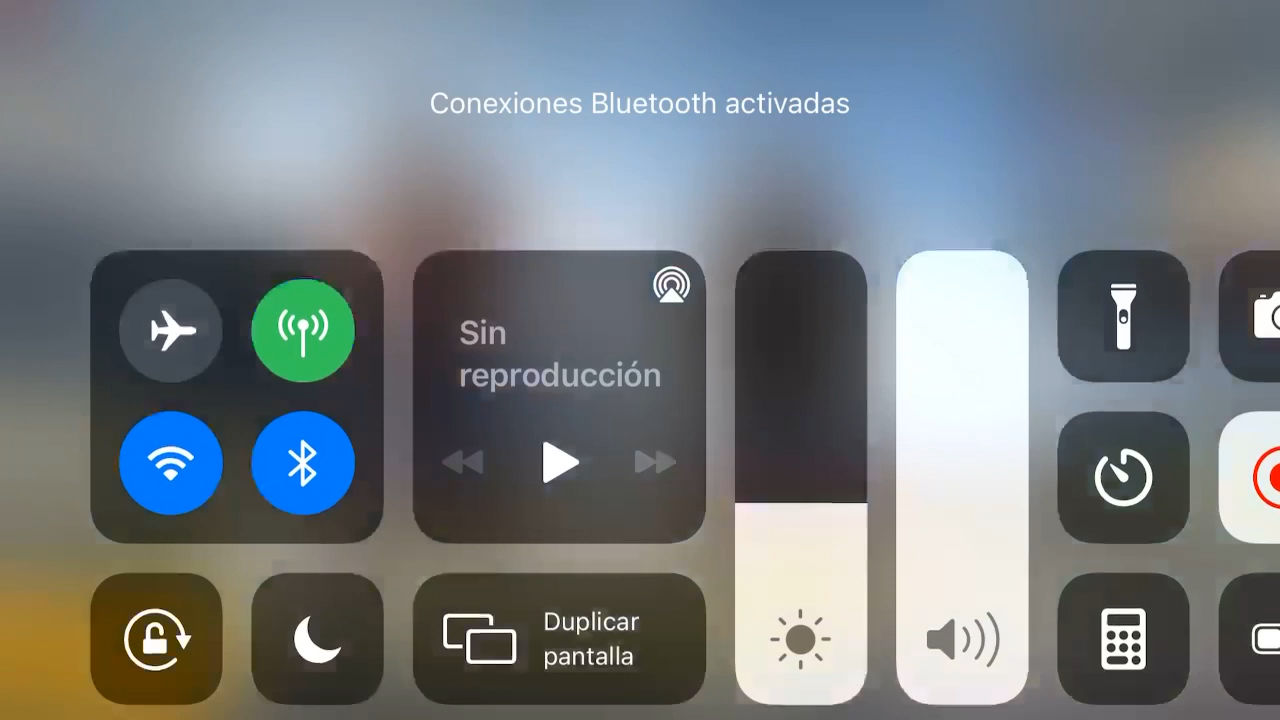 Conexiones Bluetooth activadas
Sin
reproducción
Duplicar
pantalla